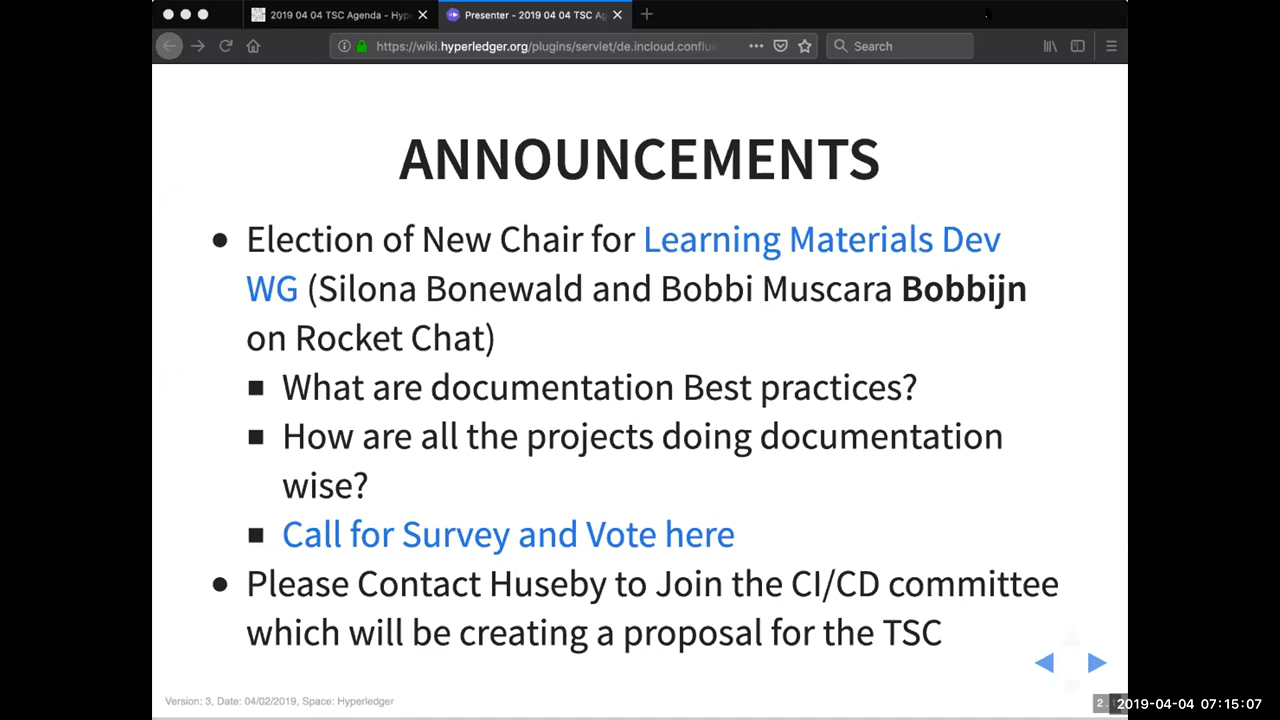 2019 04 04 TSC Agenda - Hype
Presenter - 2019 04 04 TSC Ag
https://wiki.hyperledger.org/plugins/servlet/de.incloud.conflue
Search
ANNOUNCEMENTS
● Election of New Chair for Learning Materials Dev
WG (Silona Bonewald and Bobbi Muscara Bobbijn
on Rocket Chat)
■ What are documentation Best practices?
■ How are all the projects doing documentation
wise?
■ Call for Survey and Vote here
● Please Contact Huseby to Join the CI/CD committee
which will be creating a proposal for the TSC
Version: 3, Date: 04/02/2019, Space: Hyperledger
2
2019-04-04 07:15:07